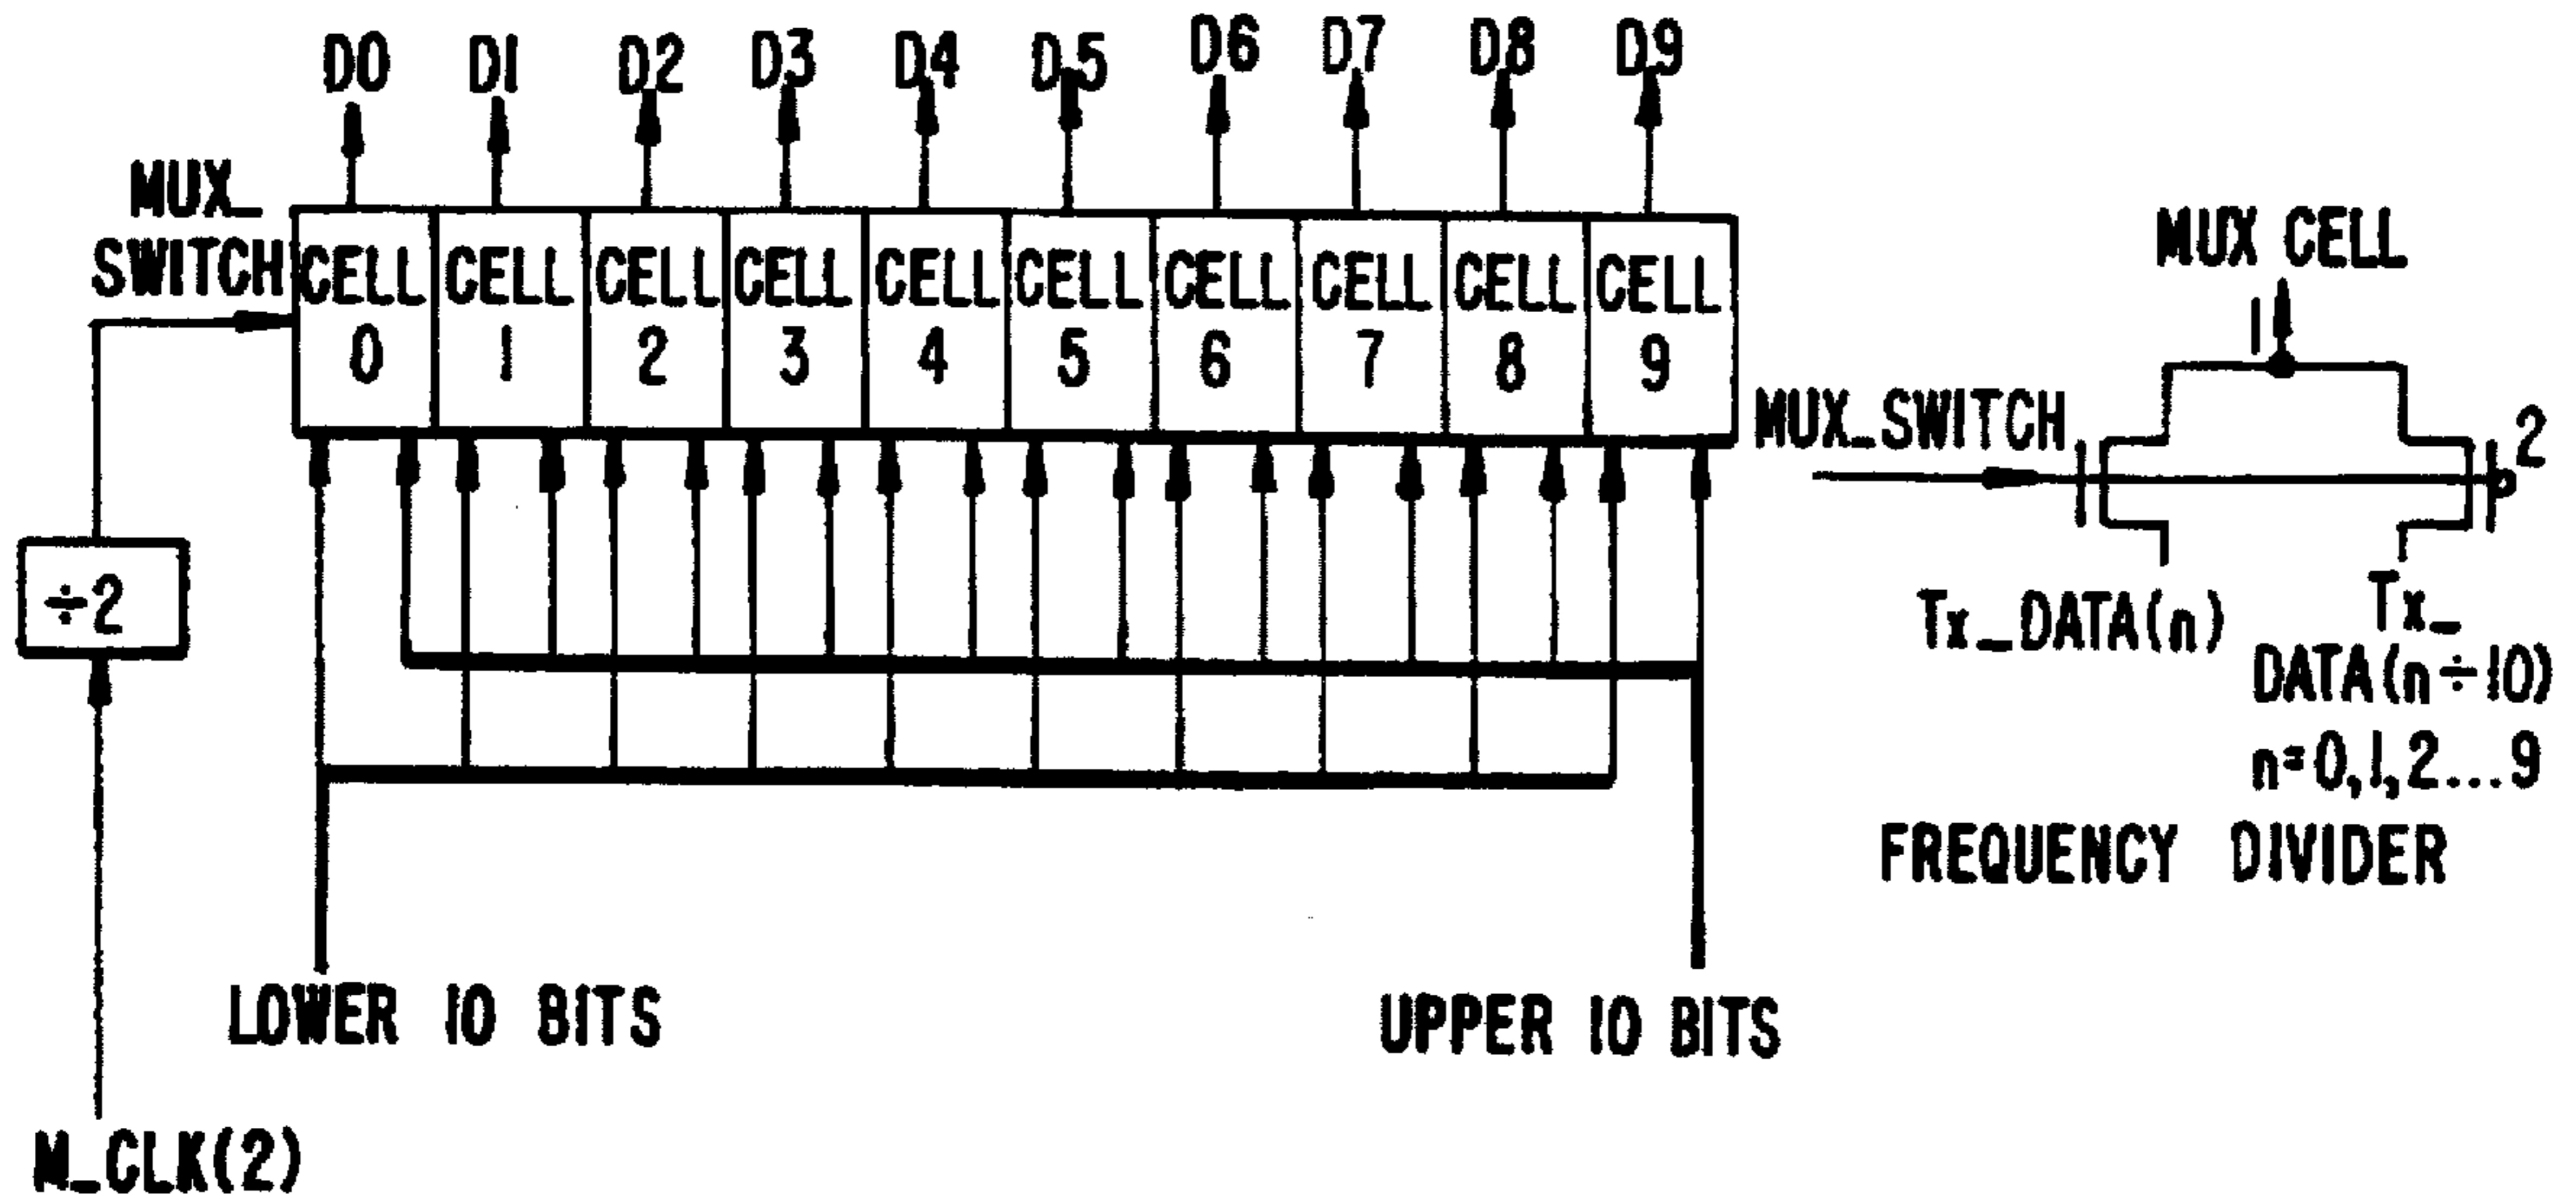 D0 D1 D2 D3 D4 D5 D6 D7 D8 D9
MUX_
SWITCH
CELL CELL CELL CELL CELL CELL CELL CELL CELL CELL
0 1 2 3 4 5 6 7 8 9
÷2
LOWER 10 BITS
UPPER 10 BITS
M_CLK(2)
MUX CELL
1
MUX_SWITCH
2
Tx_DATA(n)
Tx_
DATA(n÷10)
n=0,1,2...9
FREQUENCY DIVIDER